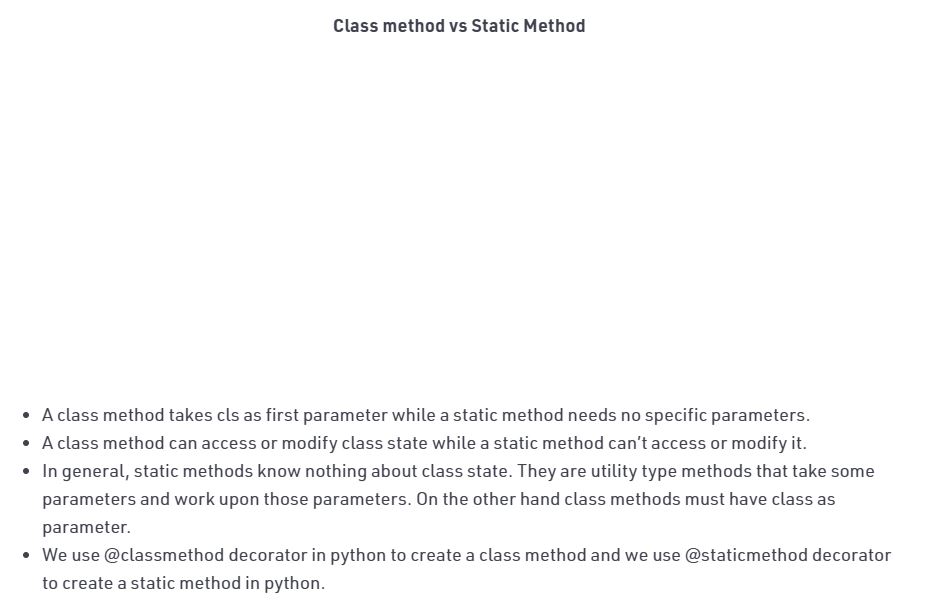 Class method vs Static Method
• A class method takes cls as first parameter while a static method needs no specific parameters.
• A class method can access or modify class state while a static method can’t access or modify it.
• In general, static methods know nothing about class state. They are utility type methods that take some
parameters and work upon those parameters. On the other hand class methods must have class as
parameter.
• We use @classmethod decorator in python to create a class method and we use @staticmethod decorator
to create a static method in python.